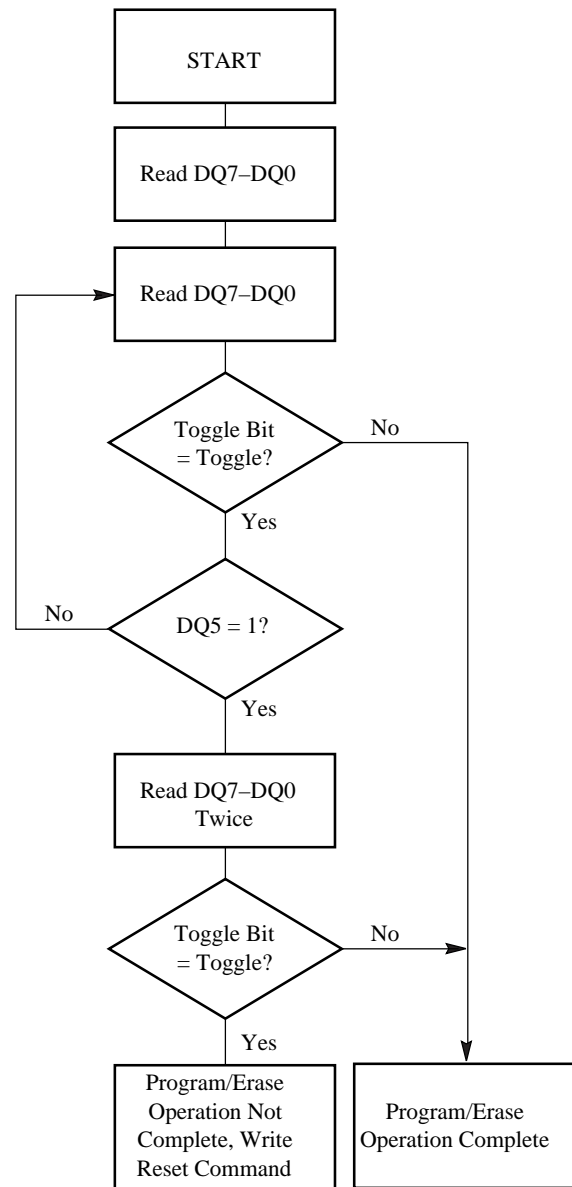 START
Read DQ7–DQ0
Read DQ7–DQ0
Toggle Bit
= Toggle?
No
Yes
No
DQ5 = 1?
Yes
Read DQ7–DQ0
Twice
Toggle Bit
= Toggle?
No
Yes
Program/Erase
Operation Not
Complete, Write
Reset Command
Program/Erase
Operation Complete